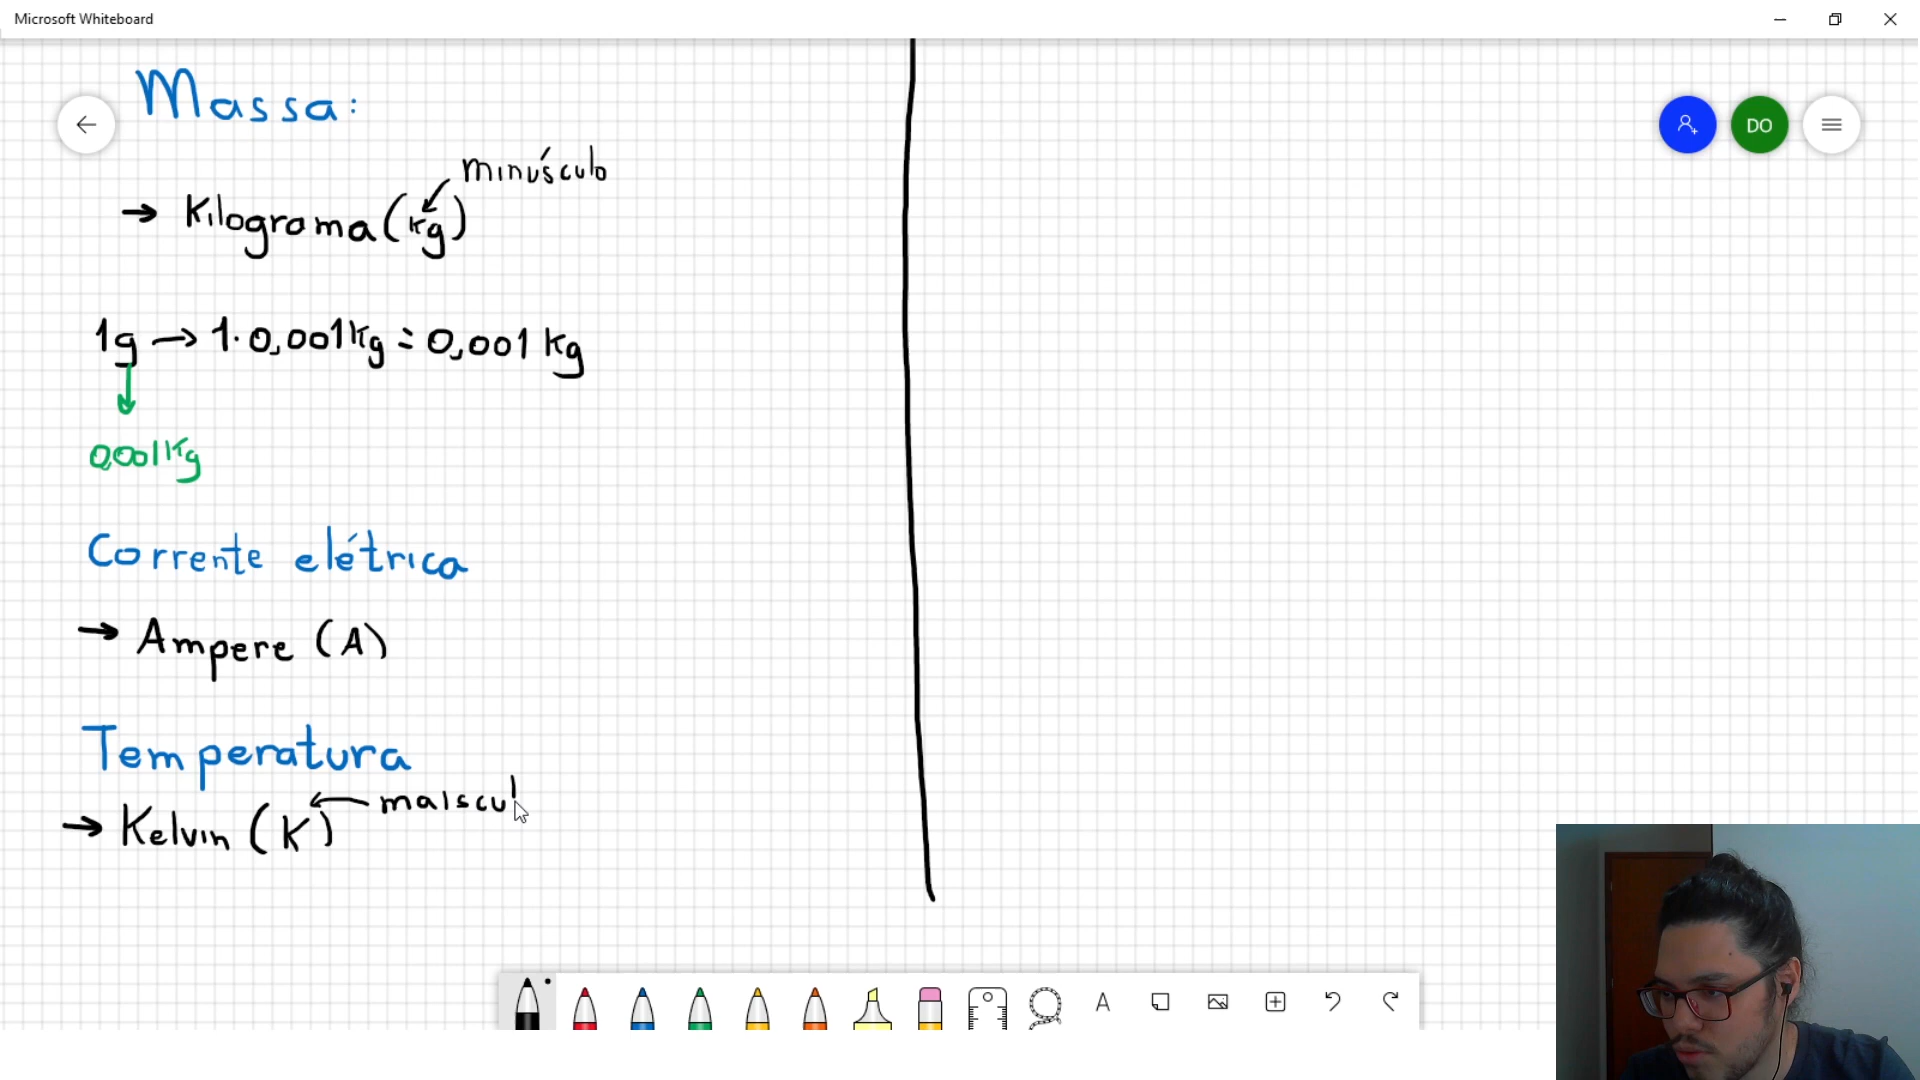 Microsoft Whiteboard
Massa:
minúsculo
→ Kilograma (kg)
1g → 1.0,001kg = 0,001 kg
0,001kg
Corrente elétrica
→ Ampere (A)
Temperatura
→ Kelvin (K) ← maiscul
DO
A